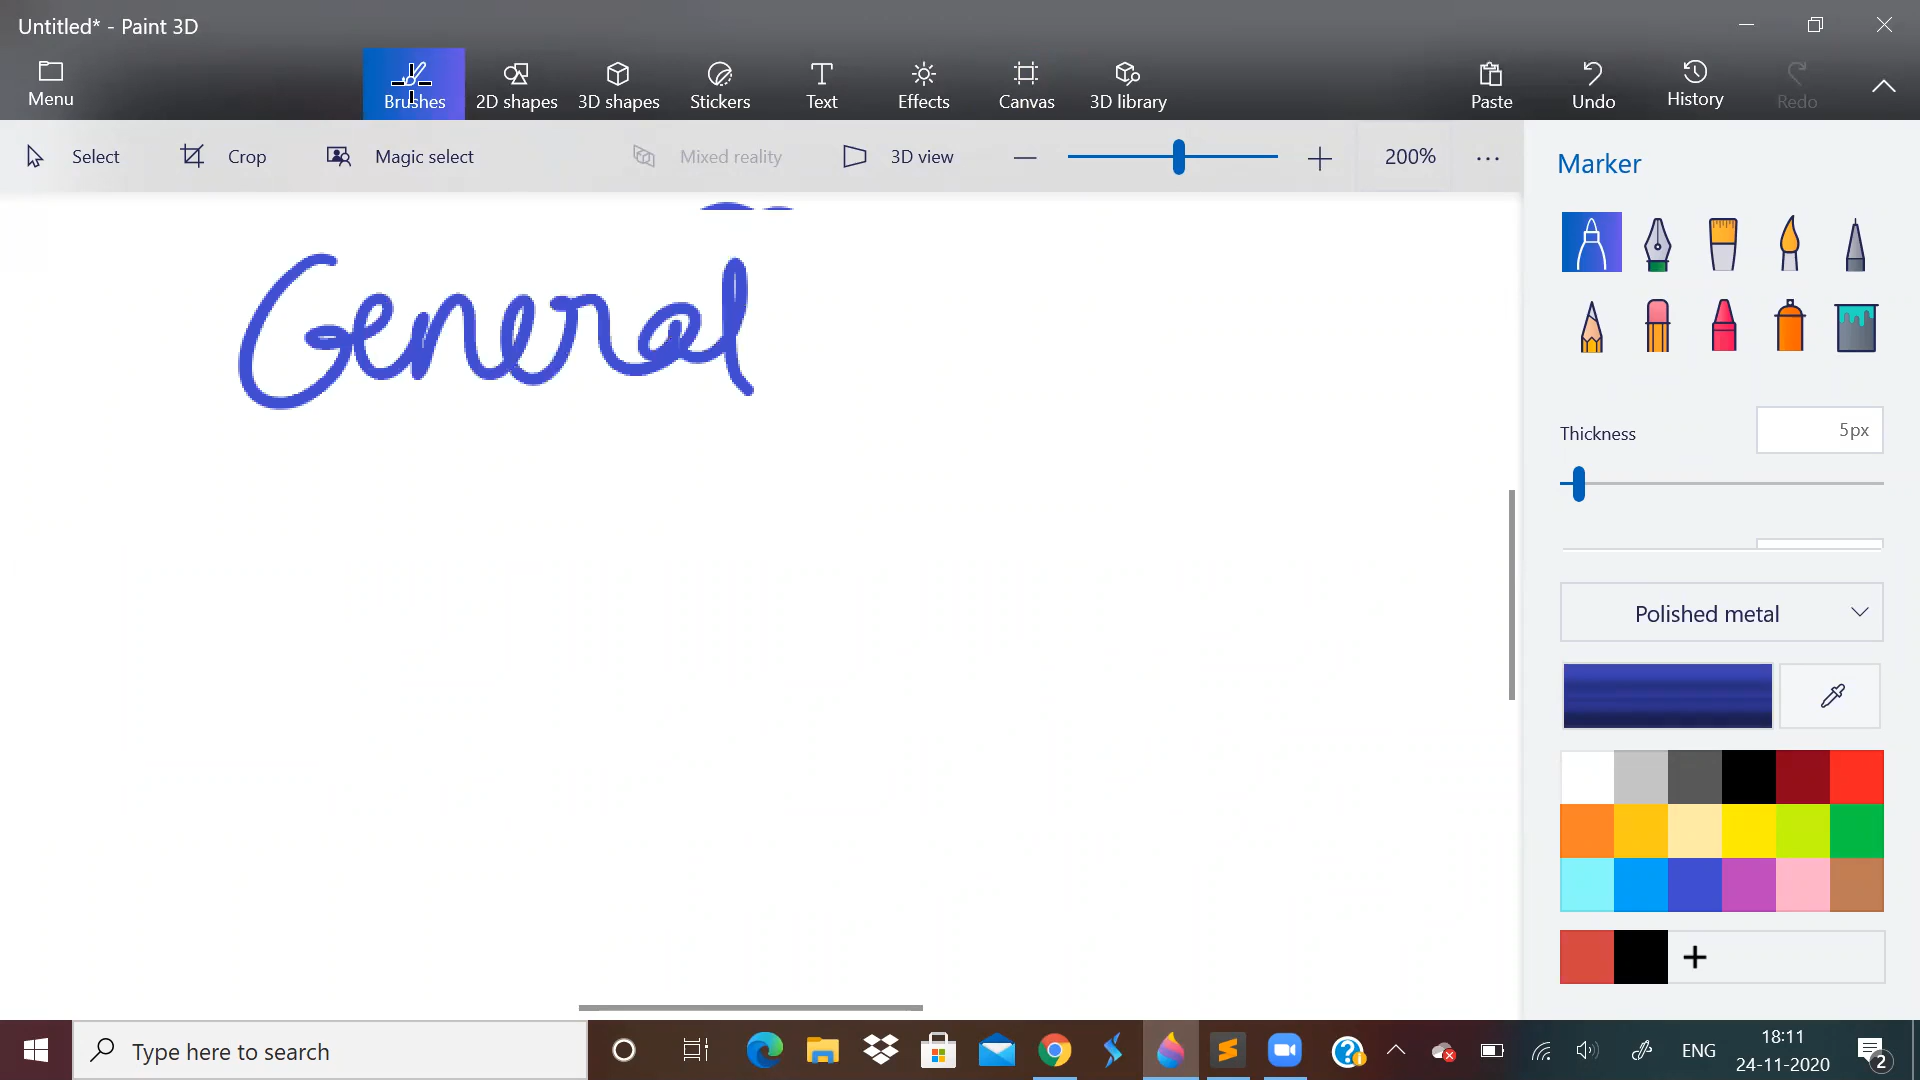 Untitled* - Paint 3D
Menu Brushes 2D shapes 3D shapes Stickers Text Effects Canvas 3D library Paste Undo History Redo
Select Crop Magic select Mixed reality 3D view 200% ...
Marker
General
Thickness 5px
Polished metal
Type here to search
ENG
18:11
24-11-2020
2